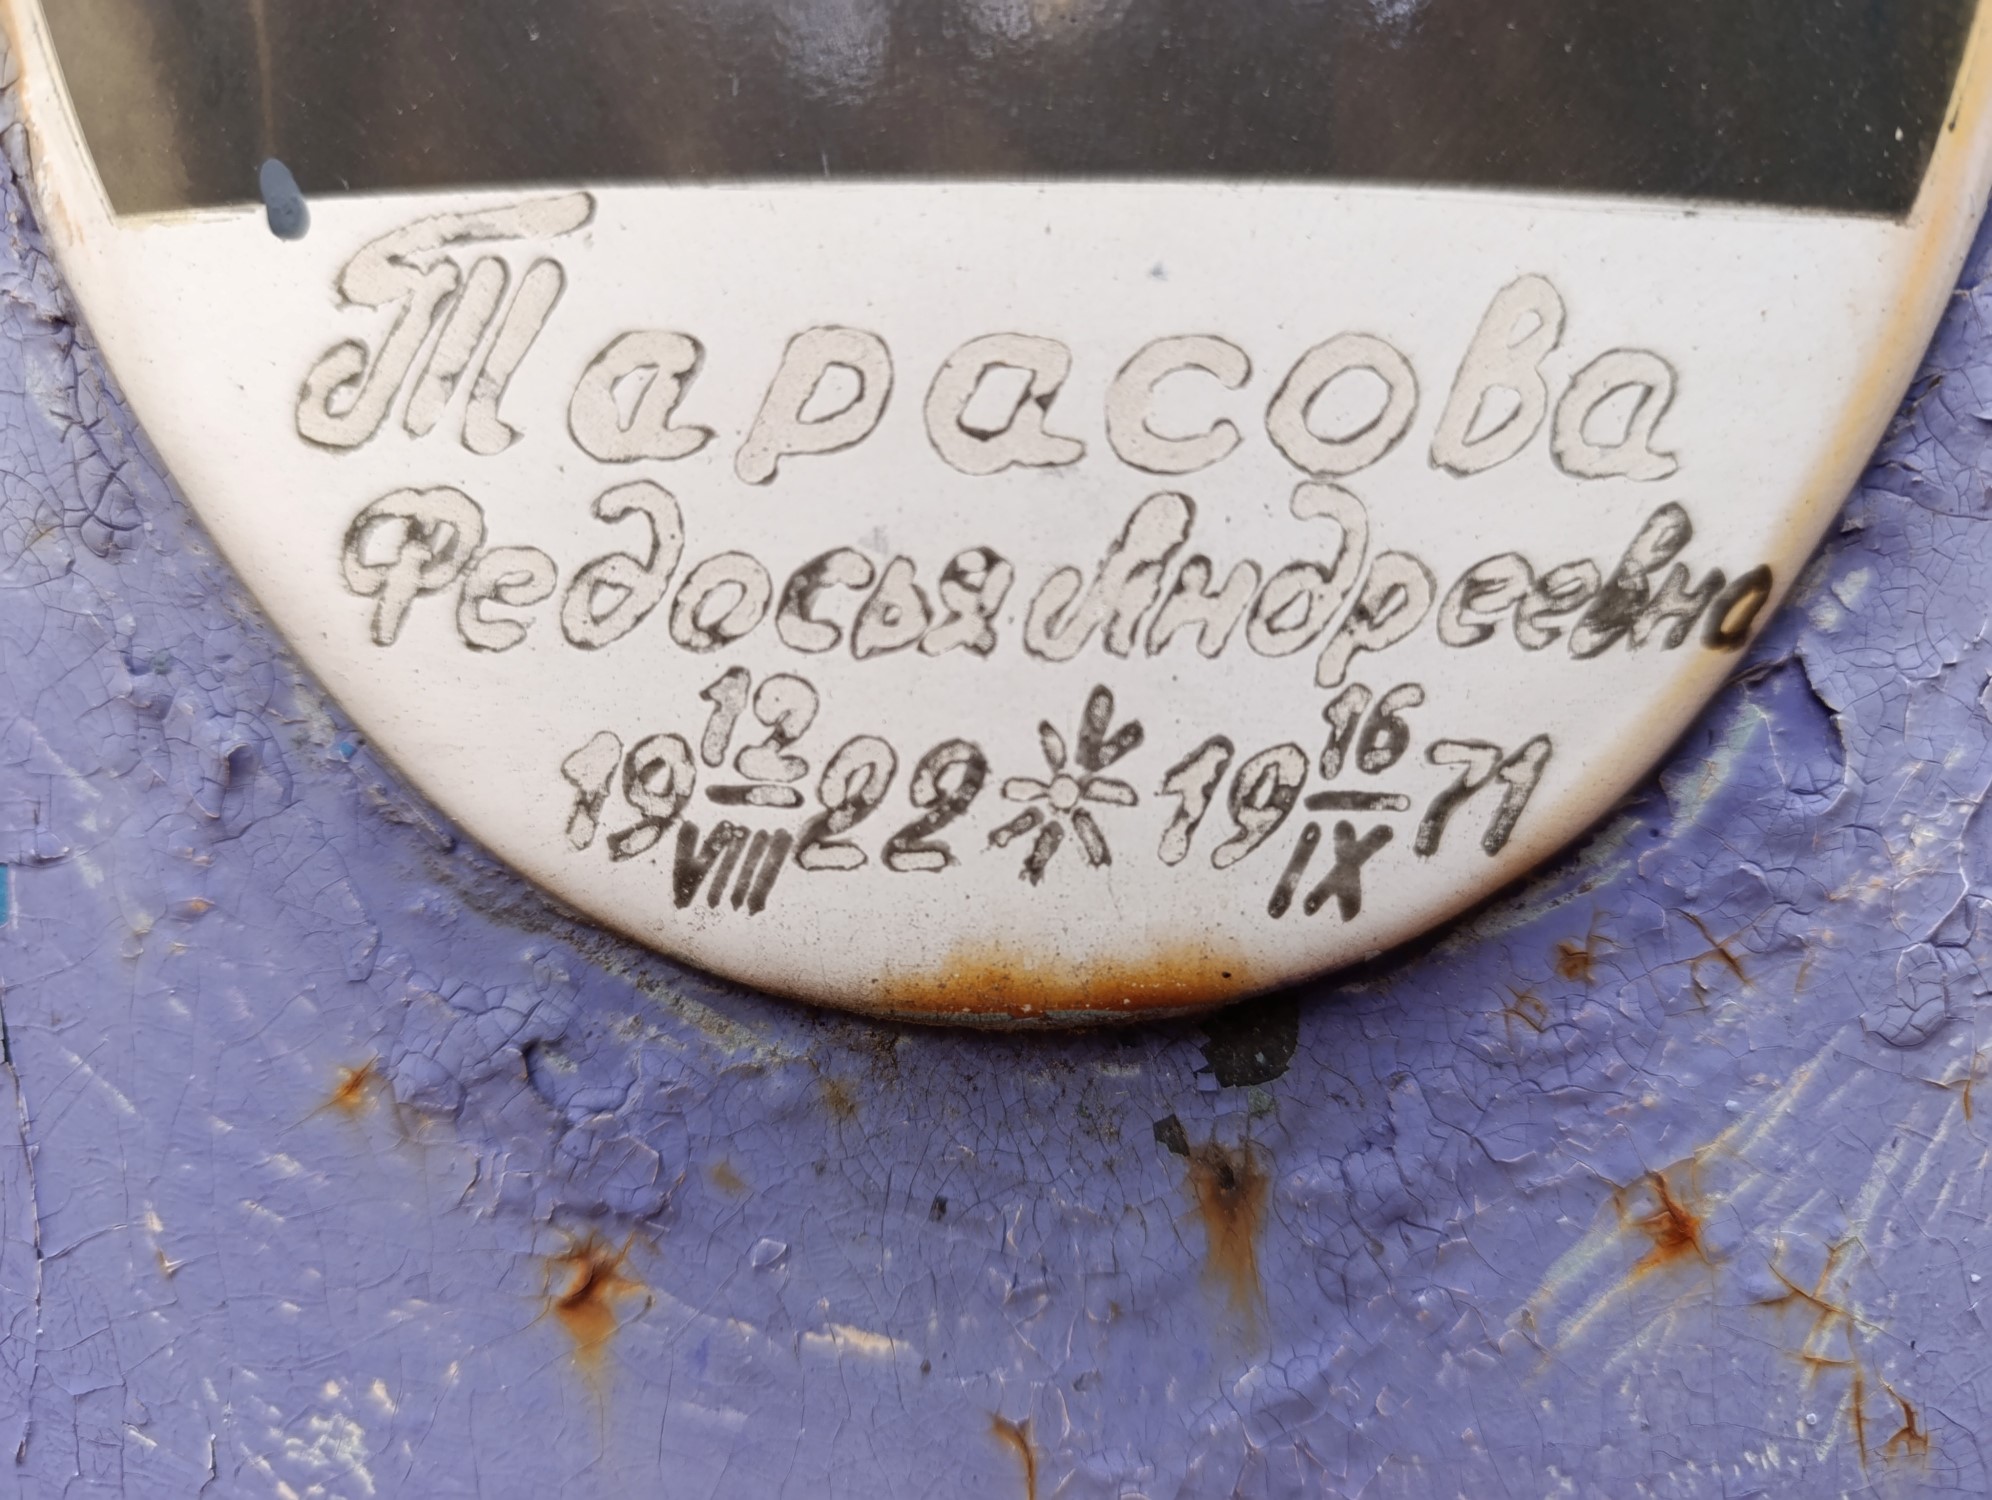 Тарасова
Федосья Андреевна
19 12/VIII 22 19 16/IX 71